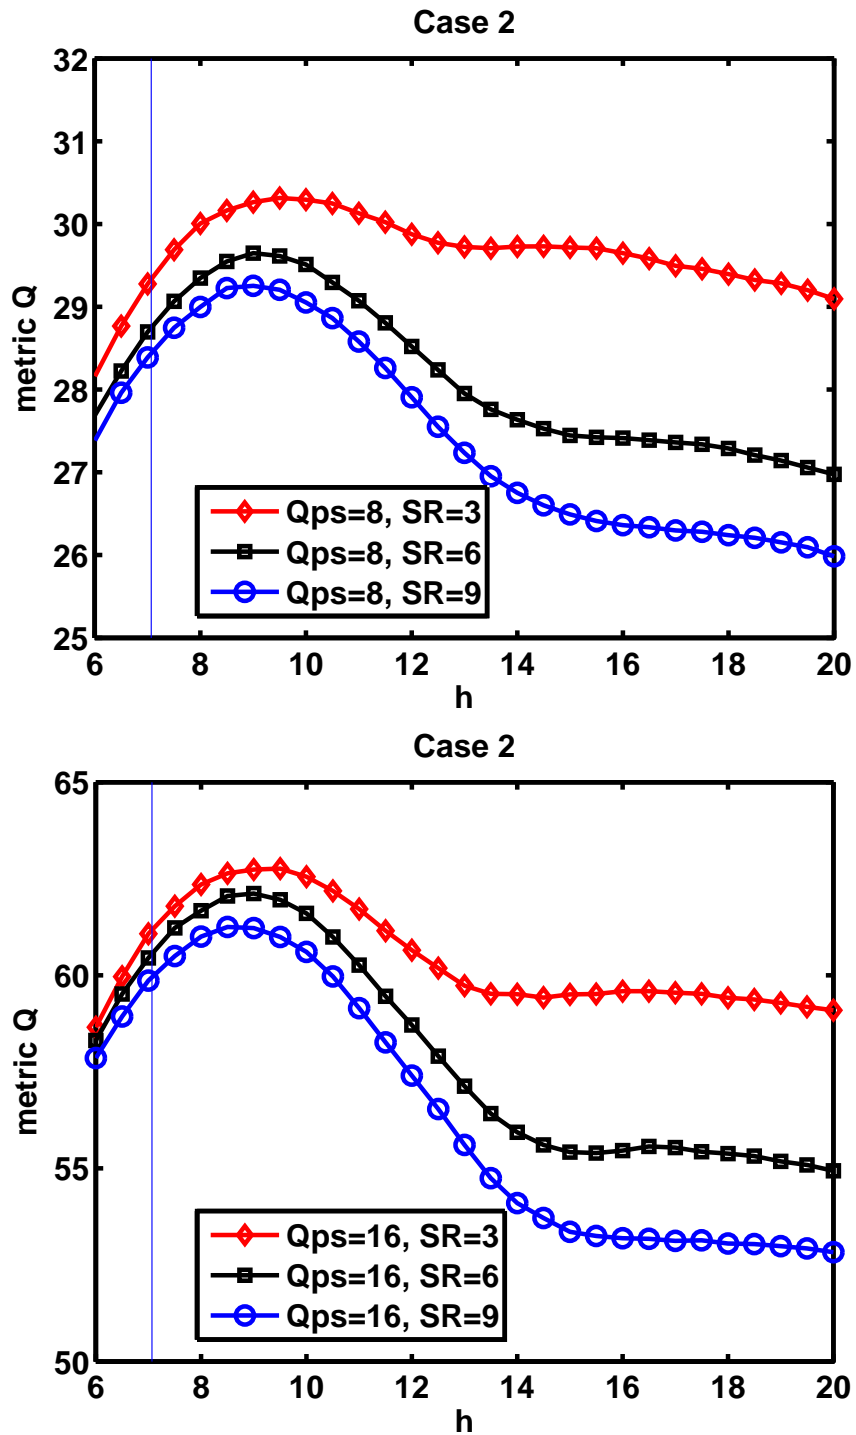 Case 2
32
31
30
29
28
27
26
25
metric Q
Qps=8, SR=3
Qps=8, SR=6
Qps=8, SR=9
6 8 10 12 14 16 18 20
h
Case 2
65
60
55
50
metric Q
Qps=16, SR=3
Qps=16, SR=6
Qps=16, SR=9
6 8 10 12 14 16 18 20
h